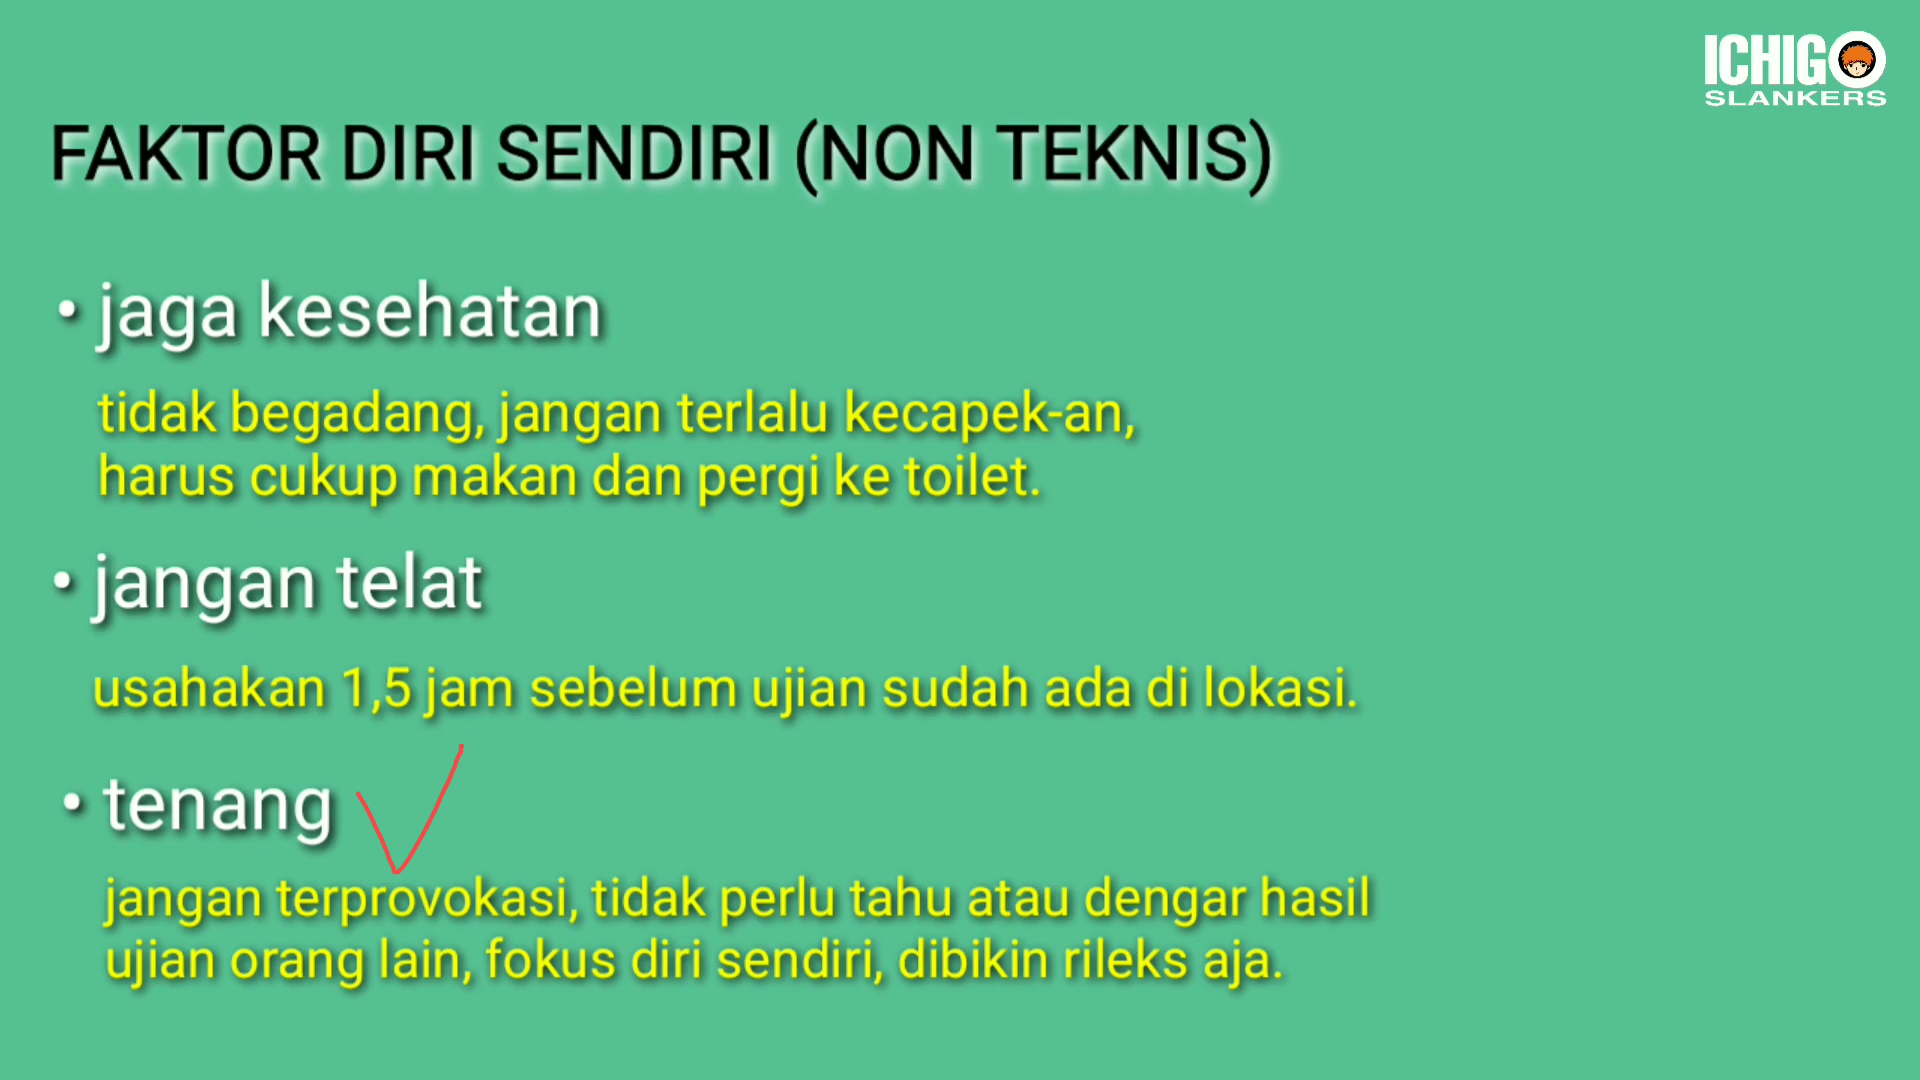 ICHIGO
SLANKERS
FAKTOR DIRI SENDIRI (NON TEKNIS)
• jaga kesehatan
tidak begadang, jangan terlalu kecapek-an,
harus cukup makan dan pergi ke toilet.
• jangan telat
usahakan 1,5 jam sebelum ujian sudah ada di lokasi.
• tenang
jangan terprovokasi, tidak perlu tahu atau dengar hasil
ujian orang lain, fokus diri sendiri, dibikin rileks aja.